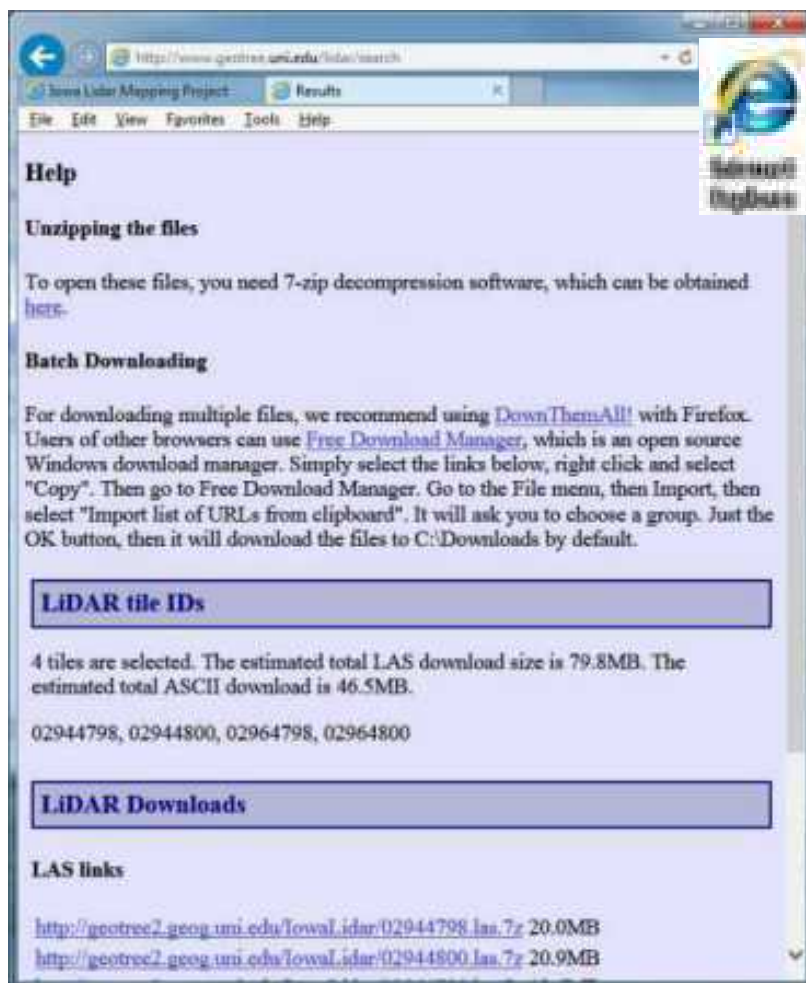 http://www.geotree.uni.edu/lidar/search
Iowa Lidar Mapping Project
Results
File Edit View Favorites Tools Help
Help
Unzipping the files
To open these files, you need 7-zip decompression software, which can be obtained
here.
Batch Downloading
For downloading multiple files, we recommend using DownThemAll! with Firefox.
Users of other browsers can use Free Download Manager, which is an open source
Windows download manager. Simply select the links below, right click and select
"Copy". Then go to Free Download Manager. Go to the File menu, then Import, then
select "Import list of URLs from clipboard". It will ask you to choose a group. Just the
OK button, then it will download the files to C:\Downloads by default.
LiDAR tile IDs
4 tiles are selected. The estimated total LAS download size is 79.8MB. The
estimated total ASCII download is 46.5MB.
02944798, 02944800, 02964798, 02964800
LiDAR Downloads
LAS links
http://geotree2.geog.uni.edu/IowaLidar/02944798.las.7z 20.0MB
http://geotree2.geog.uni.edu/IowaLidar/02944800.las.7z 20.9MB